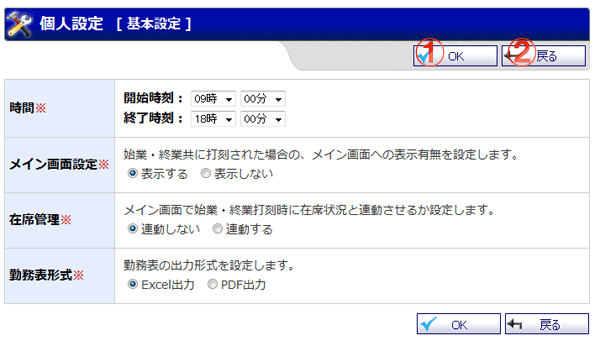 個人設定 [ 基本設定 ]
① OK ② 戻る
時間※
開始時刻： 09時 00分
終了時刻： 18時 00分
メイン画面設定※
始業・終業共に打刻された場合の、メイン画面への表示有無を設定します。
表示する 表示しない
在席管理※
メイン画面で始業・終業打刻時に在席状況と連動させるか設定します。
連動しない 連動する
勤務表形式※
勤務表の出力形式を設定します。
Excel出力 PDF出力
OK 戻る